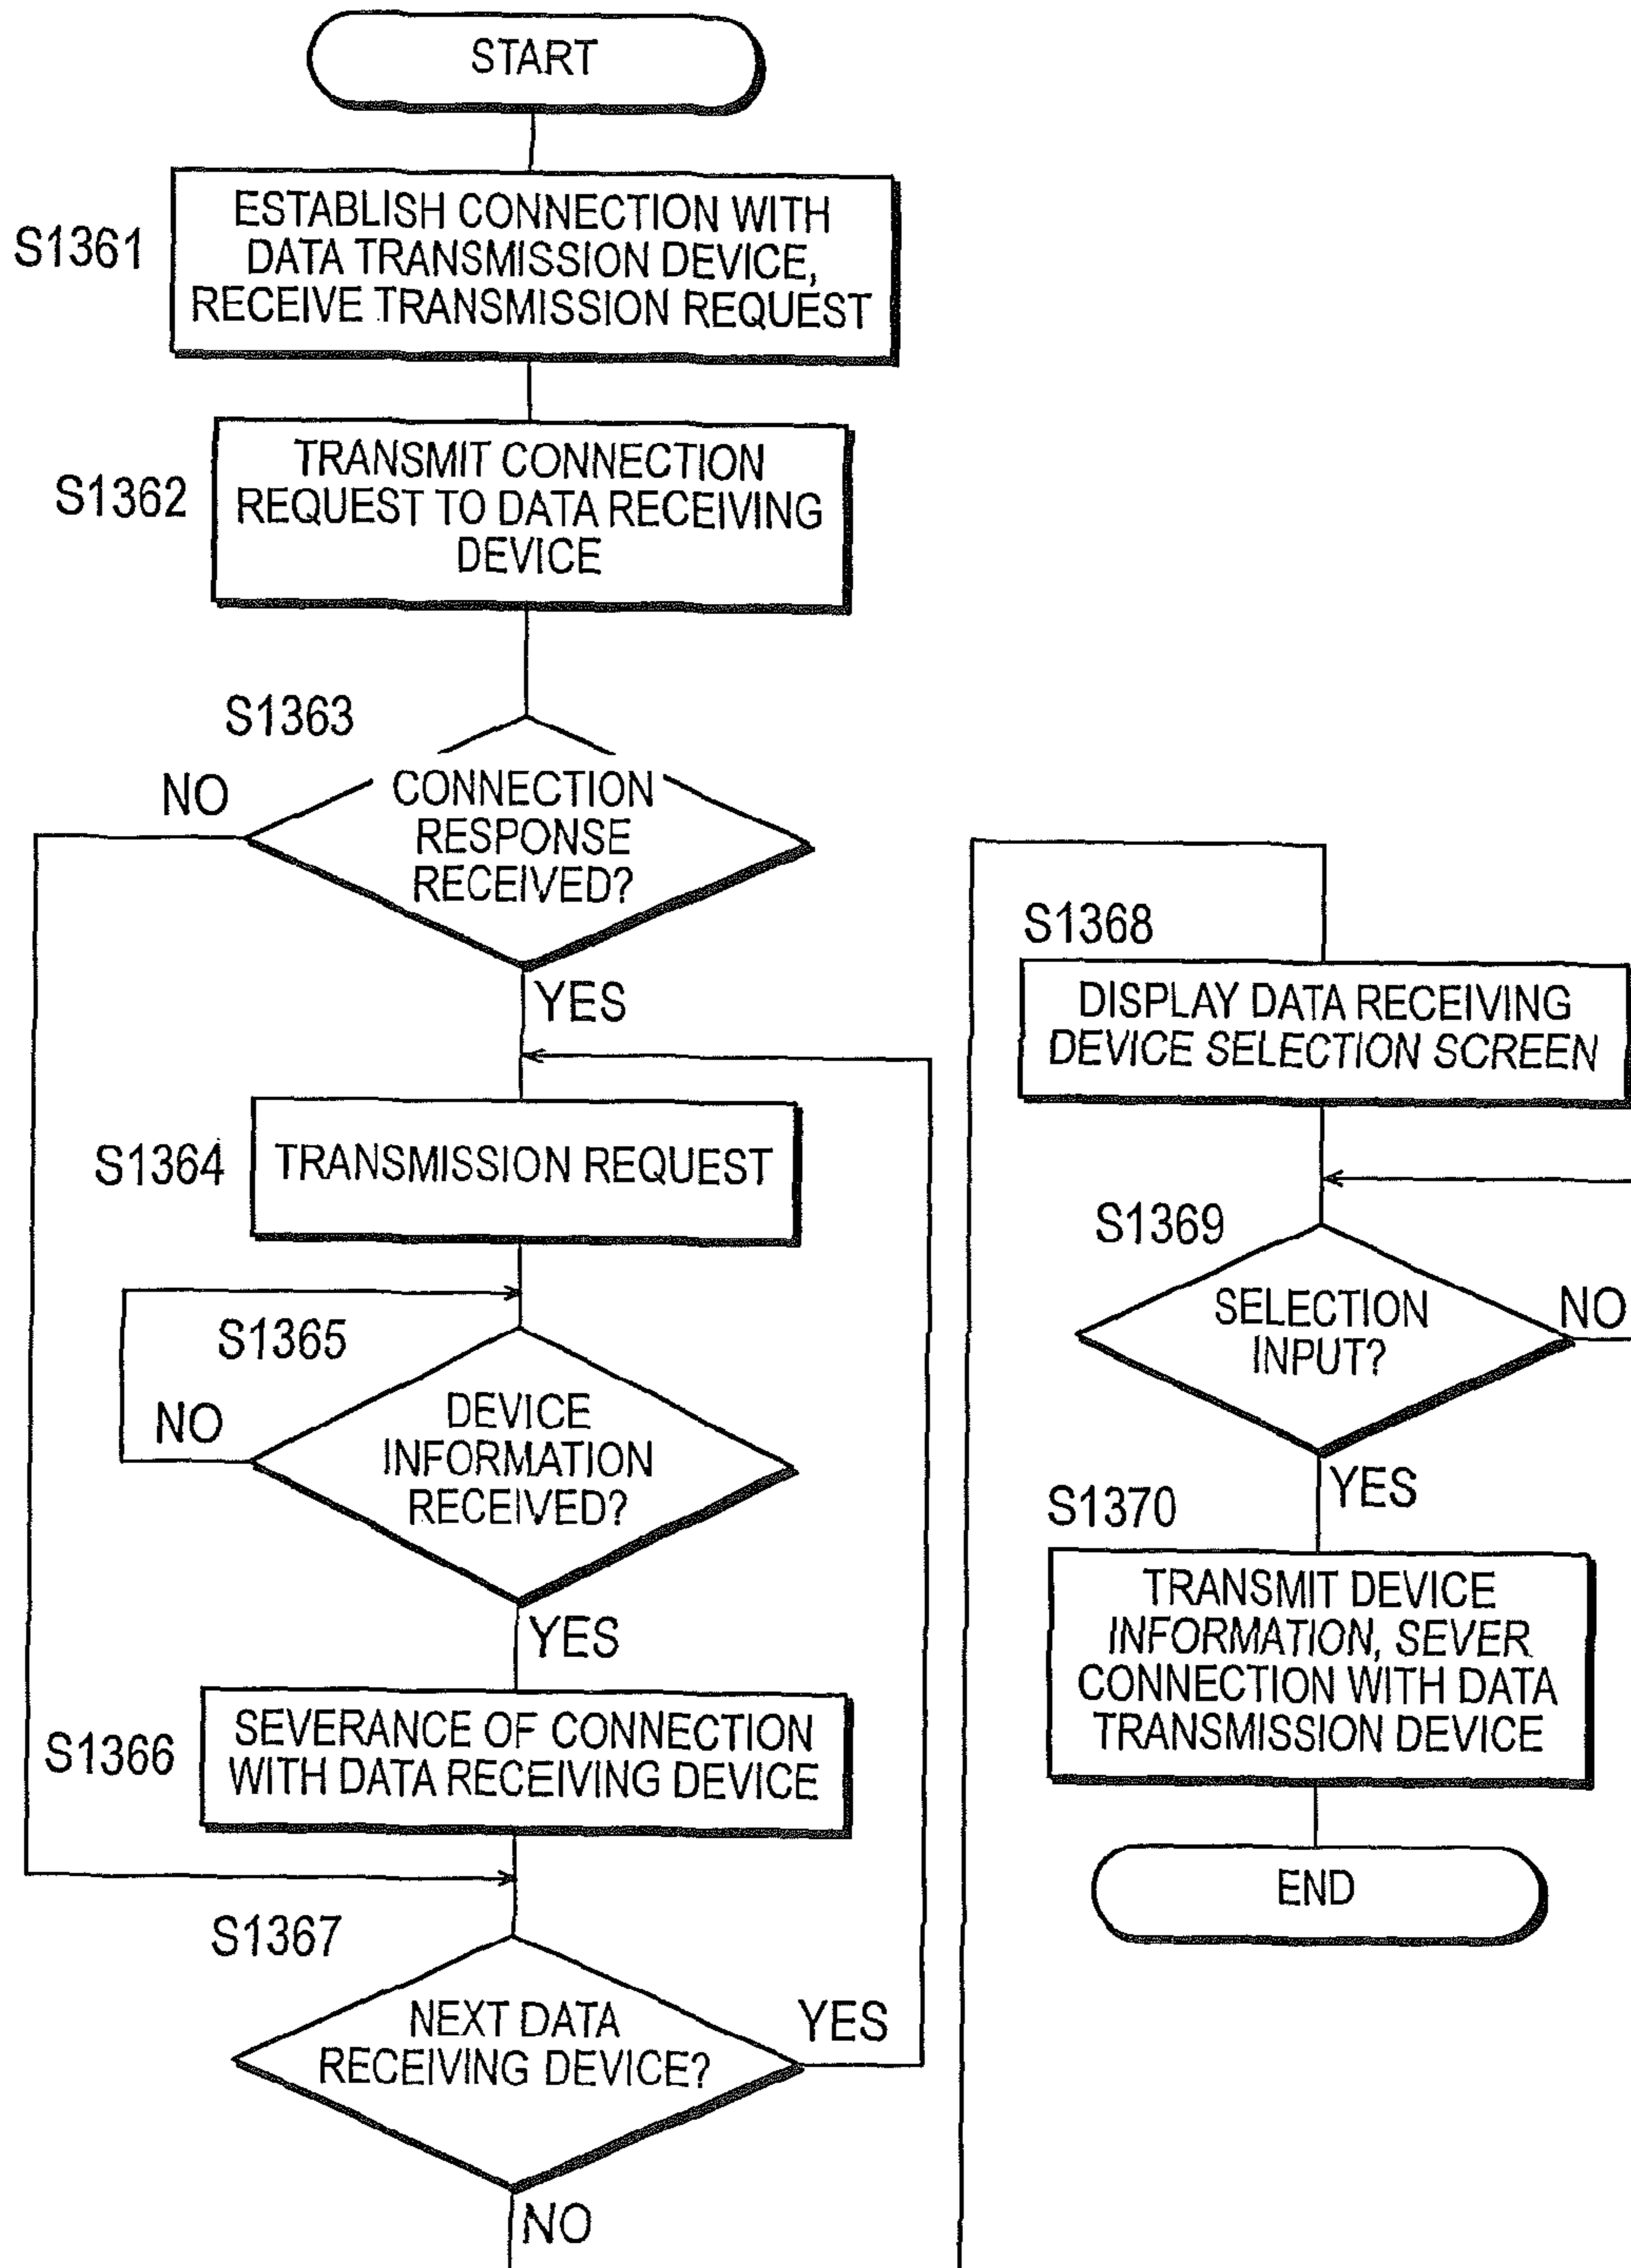 START
S1361
ESTABLISH CONNECTION WITH
DATA TRANSMISSION DEVICE,
RECEIVE TRANSMISSION REQUEST
S1362
TRANSMIT CONNECTION
REQUEST TO DATA RECEIVING
DEVICE
S1363
NO
CONNECTION
RESPONSE
RECEIVED?
YES
S1364
TRANSMISSION REQUEST
S1365
NO
DEVICE
INFORMATION
RECEIVED?
YES
S1366
SEVERANCE OF CONNECTION
WITH DATA RECEIVING DEVICE
S1367
NEXT DATA
RECEIVING DEVICE?
YES
NO
S1368
DISPLAY DATA RECEIVING
DEVICE SELECTION SCREEN
S1369
SELECTION
INPUT?
NO
YES
S1370
TRANSMIT DEVICE
INFORMATION, SEVER
CONNECTION WITH DATA
TRANSMISSION DEVICE
END